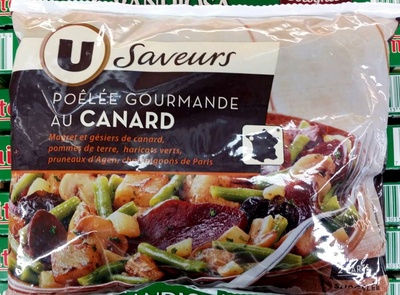 U Saveurs
POÊLÉE GOURMANDE
AU CANARD
Magret et gésiers de canard,
pommes de terre, haricots verts,
pruneaux d'Agen, champignons de Paris